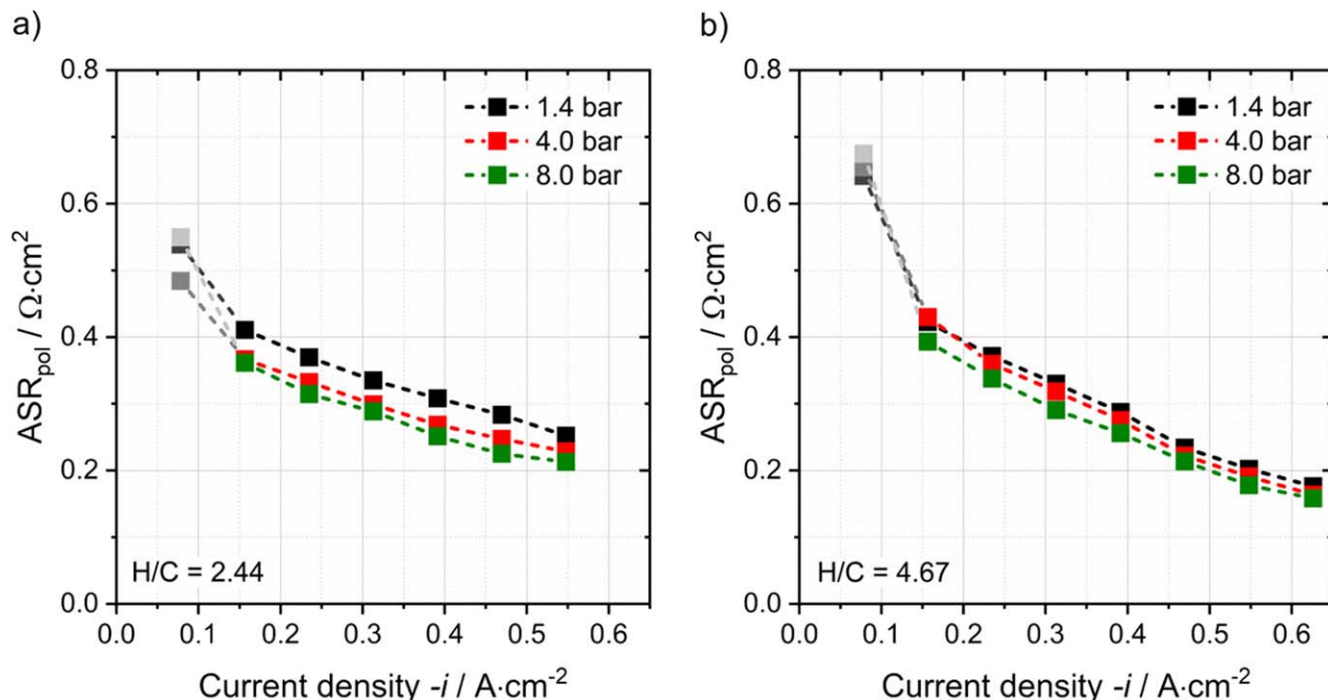 a)
0.8
0.6
0.4
0.2
0.0
ASRpol / Ω·cm²
1.4 bar
4.0 bar
8.0 bar
H/C = 2.44
0.0 0.1 0.2 0.3 0.4 0.5 0.6
Current density -i / A·cm⁻²
b)
0.8
0.6
0.4
0.2
0.0
ASRpol / Ω·cm²
1.4 bar
4.0 bar
8.0 bar
H/C = 4.67
0.0 0.1 0.2 0.3 0.4 0.5 0.6
Current density -i / A·cm⁻²